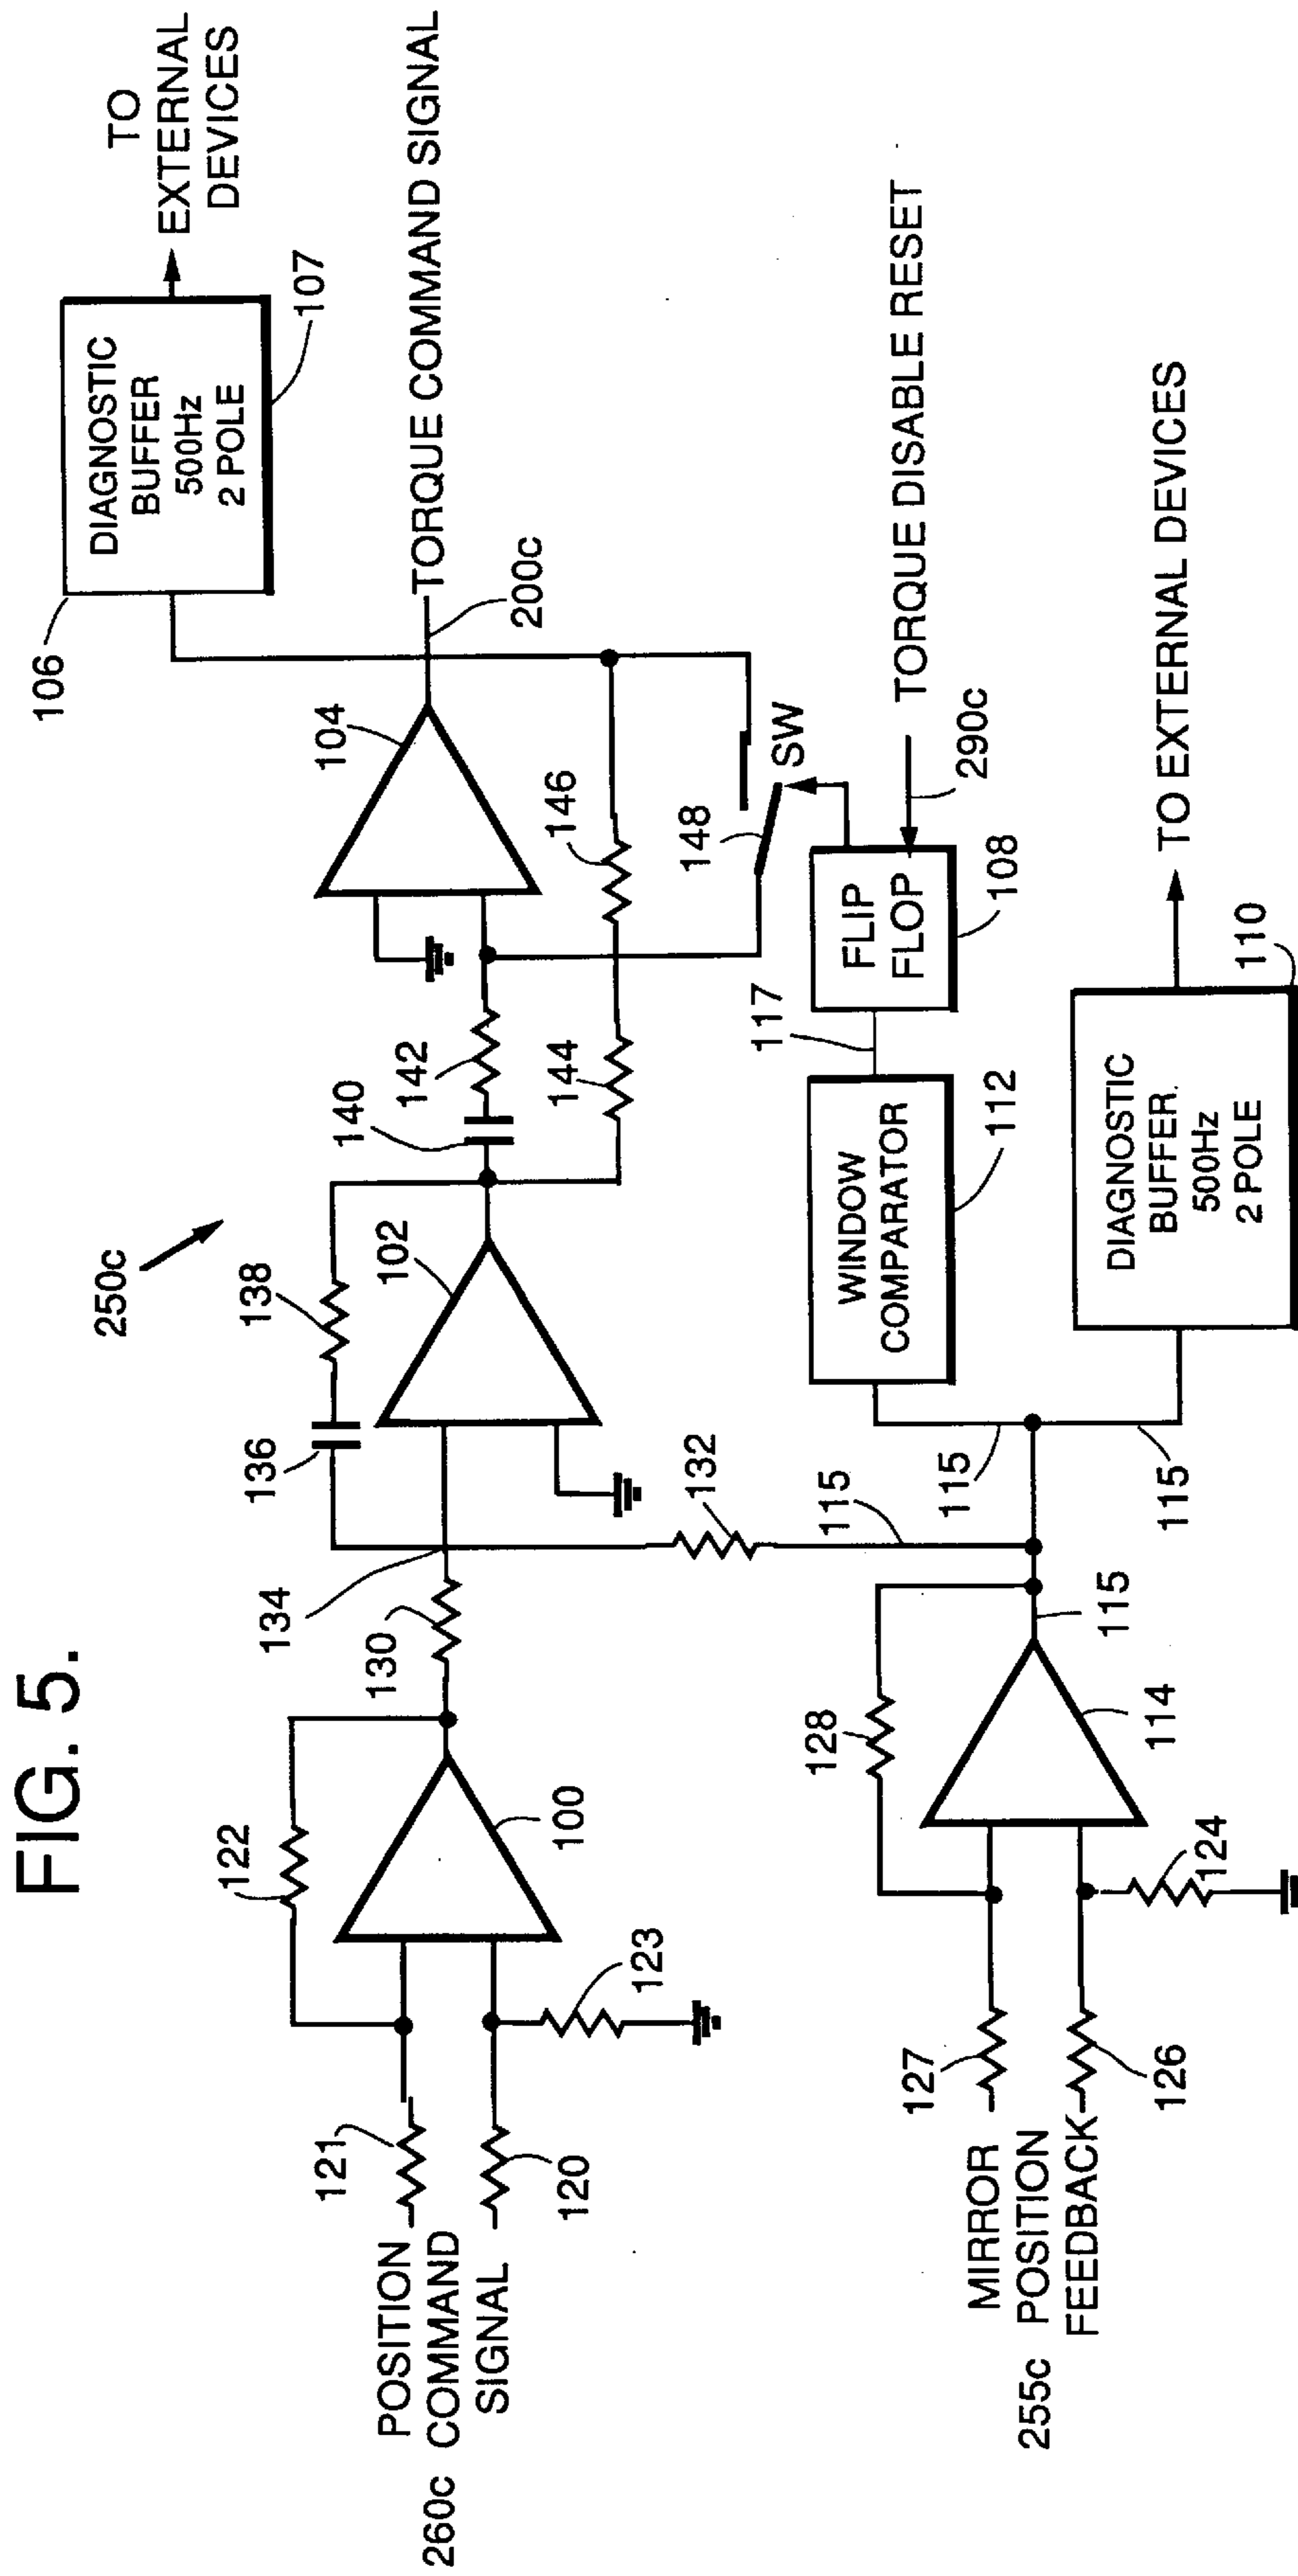 FIG. 5.
250c
TO
EXTERNAL
DEVICES
106
DIAGNOSTIC
BUFFER
500Hz
2 POLE
107
TORQUE COMMAND SIGNAL
200c
104
122
121
260c
POSITION
COMMAND
SIGNAL
120
123
100
130
134
136
138
102
140
142
144
146
148
SW
132
TORQUE DISABLE RESET
290c
FLIP
FLOP
108
117
WINDOW
COMPARATOR
112
115
115
115
115
128
127
255c
MIRROR
POSITION
FEEDBACK
126
124
114
DIAGNOSTIC
BUFFER.
500Hz
2 POLE
110
TO EXTERNAL DEVICES